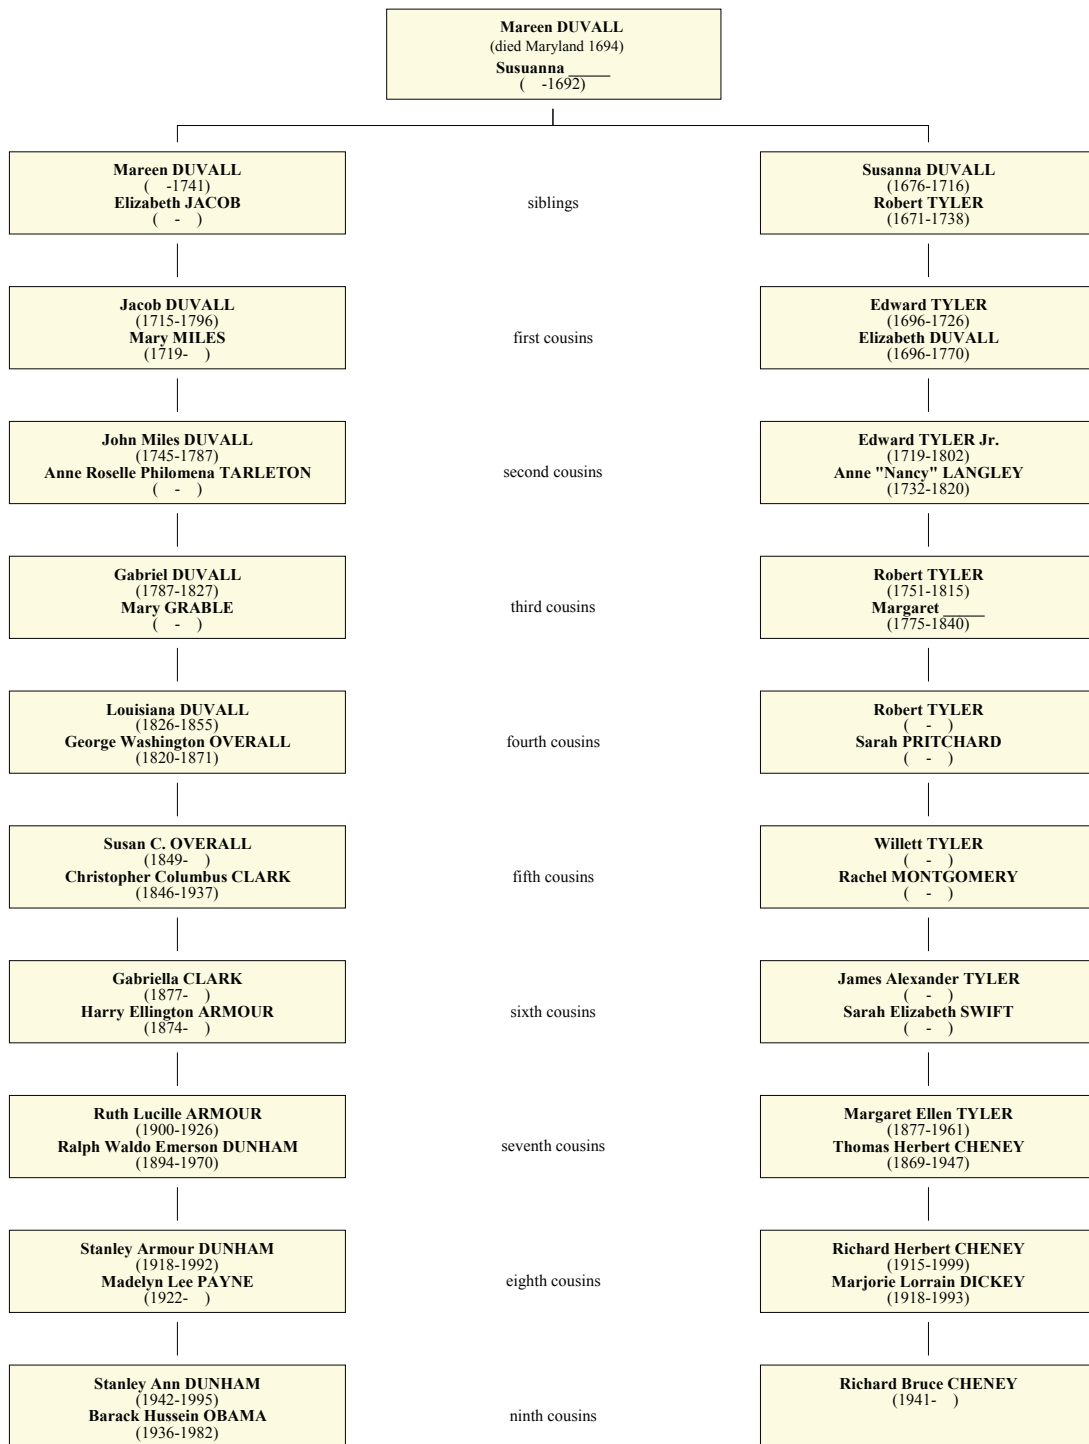 Mareen DUVALL
(died Maryland 1694)
Susuanna _____
(    -1692)
Mareen DUVALL
(    -1741)
Elizabeth JACOB
(    -    )
siblings
Susanna DUVALL
(1676-1716)
Robert TYLER
(1671-1738)
Jacob DUVALL
(1715-1796)
Mary MILES
(1719-    )
first cousins
Edward TYLER
(1696-1726)
Elizabeth DUVALL
(1696-1770)
John Miles DUVALL
(1745-1787)
Anne Roselle Philomena TARLETON
(    -    )
second cousins
Edward TYLER Jr.
(1719-1802)
Anne "Nancy" LANGLEY
(1732-1820)
Gabriel DUVALL
(1787-1827)
Mary GRABLE
(    -    )
third cousins
Robert TYLER
(1751-1815)
Margaret _____
(1775-1840)
Louisiana DUVALL
(1826-1855)
George Washington OVERALL
(1820-1871)
fourth cousins
Robert TYLER
(    -    )
Sarah PRITCHARD
(    -    )
Susan C. OVERALL
(1849-    )
Christopher Columbus CLARK
(1846-1937)
fifth cousins
Willett TYLER
(    -    )
Rachel MONTGOMERY
(    -    )
Gabriella CLARK
(1877-    )
Harry Ellington ARMOUR
(1874-    )
sixth cousins
James Alexander TYLER
(    -    )
Sarah Elizabeth SWIFT
(    -    )
Ruth Lucille ARMOUR
(1900-1926)
Ralph Waldo Emerson DUNHAM
(1894-1970)
seventh cousins
Margaret Ellen TYLER
(1877-1961)
Thomas Herbert CHENEY
(1869-1947)
Stanley Armour DUNHAM
(1918-1992)
Madelyn Lee PAYNE
(1922-    )
eighth cousins
Richard Herbert CHENEY
(1915-1999)
Marjorie Lorrain DICKEY
(1918-1993)
Stanley Ann DUNHAM
(1942-1995)
Barack Hussein OBAMA
(1936-1982)
ninth cousins
Richard Bruce CHENEY
(1941-    )